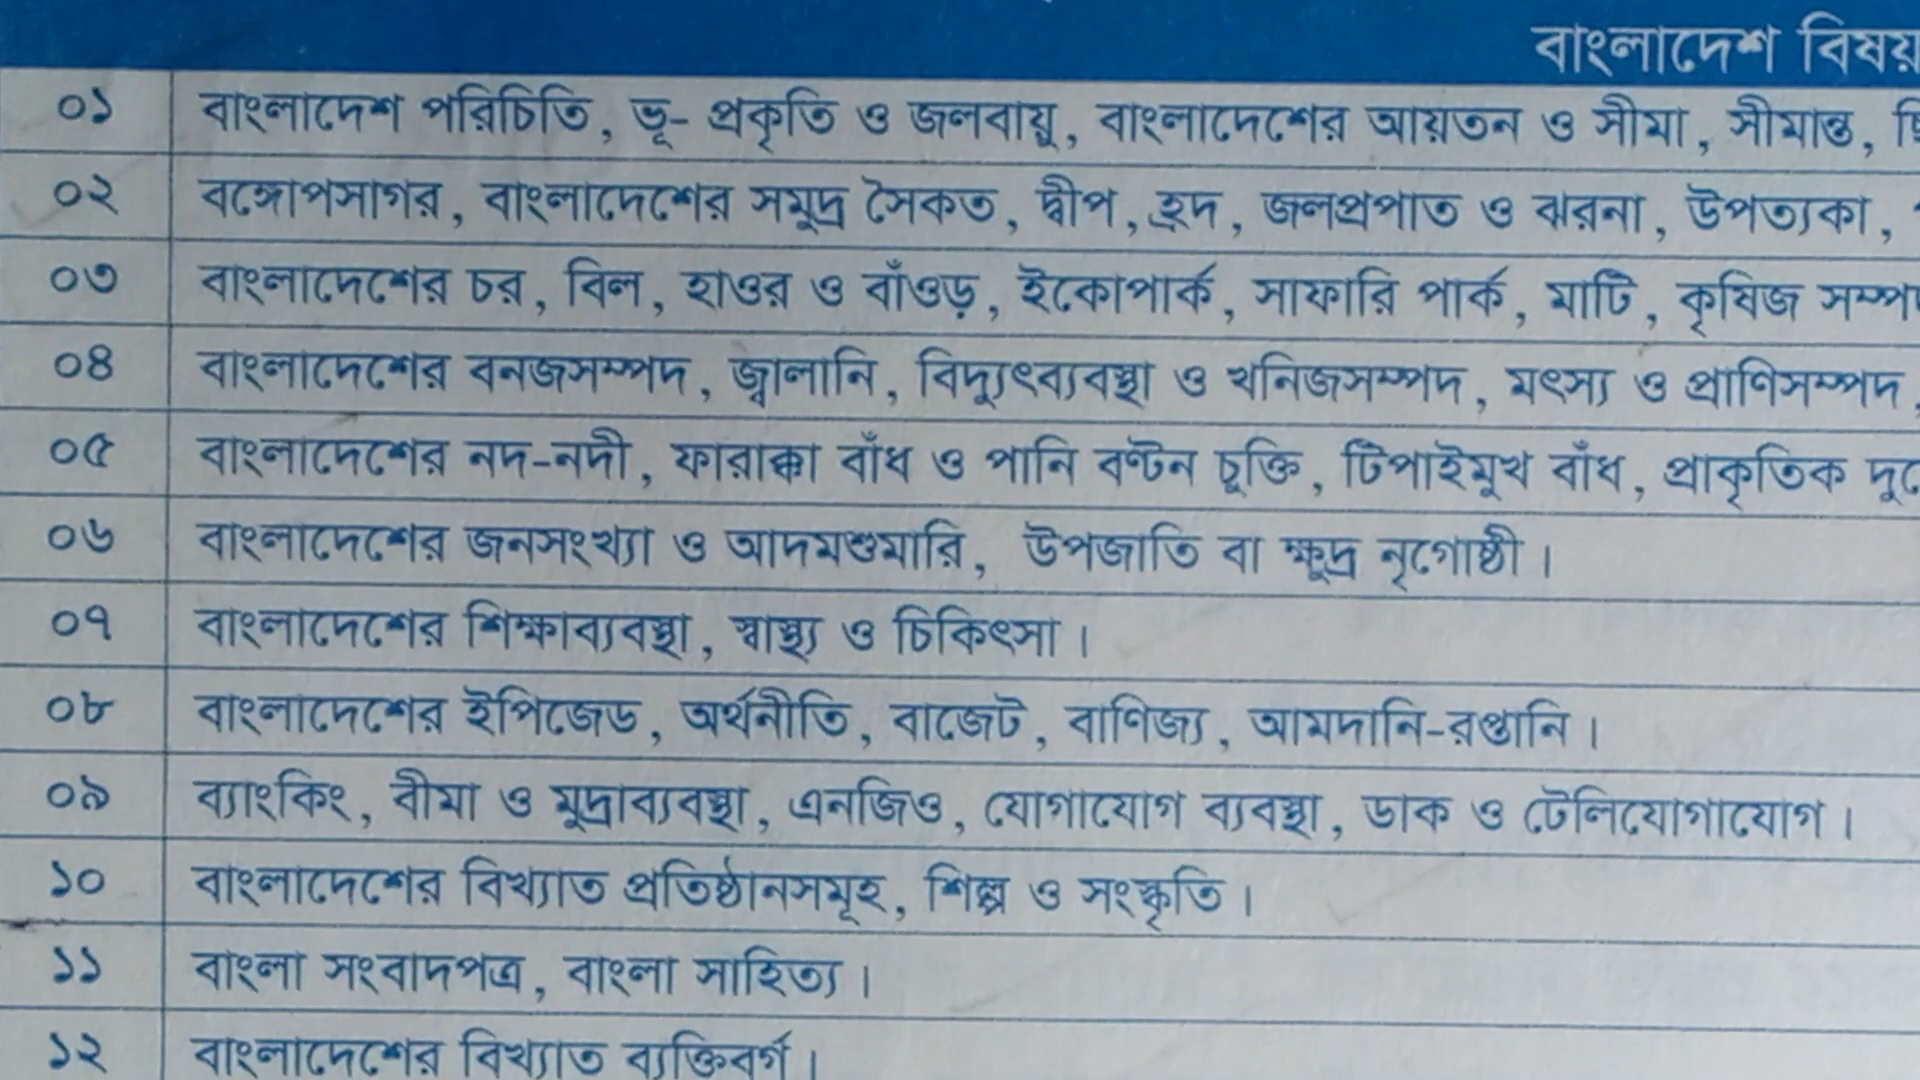 বাংলাদেশ বিষয়
০১ বাংলাদেশ পরিচিতি, ভূ- প্রকৃতি ও জলবায়ু, বাংলাদেশের আয়তন ও সীমা, সীমান্ত,
০২ বঙ্গোপসাগর, বাংলাদেশের সমুদ্র সৈকত, দ্বীপ, হ্রদ, জলপ্রপাত ও ঝরনা, উপত্যকা,
০৩ বাংলাদেশের চর, বিল, হাওর ও বাঁওড়, ইকোপার্ক, সাফারি পার্ক, মাটি, কৃষিজ
০৪ বাংলাদেশের বনজসম্পদ, জ্বালানি, বিদ্যুৎব্যবস্থা ও খনিজসম্পদ, মৎস্য ও প্রাণিসম্পদ,
০৫ বাংলাদেশের নদ-নদী, ফারাক্কা বাঁধ ও পানি বণ্টন চুক্তি, টিপাইমুখ বাঁধ, প্রাকৃতিক
০৬ বাংলাদেশের জনসংখ্যা ও আদমশুমারি, উপজাতি বা ক্ষুদ্র নৃগোষ্ঠী।
০৭ বাংলাদেশের শিক্ষাব্যবস্থা, স্বাস্থ্য ও চিকিৎসা।
০৮ বাংলাদেশের ইপিজেড, অর্থনীতি, বাজেট, বাণিজ্য, আমদানি-রপ্তানি।
০৯ ব্যাংকিং, বীমা ও মুদ্রাব্যবস্থা, এনজিও, যোগাযোগ ব্যবস্থা, ডাক ও টেলিযোগাযোগ।
১০ বাংলাদেশের বিখ্যাত প্রতিষ্ঠানসমূহ, শিল্প ও সংস্কৃতি।
১১ বাংলা সংবাদপত্র, বাংলা সাহিত্য।
১২ বাংলাদেশের বিখ্যাত ব্যক্তিবর্গ।